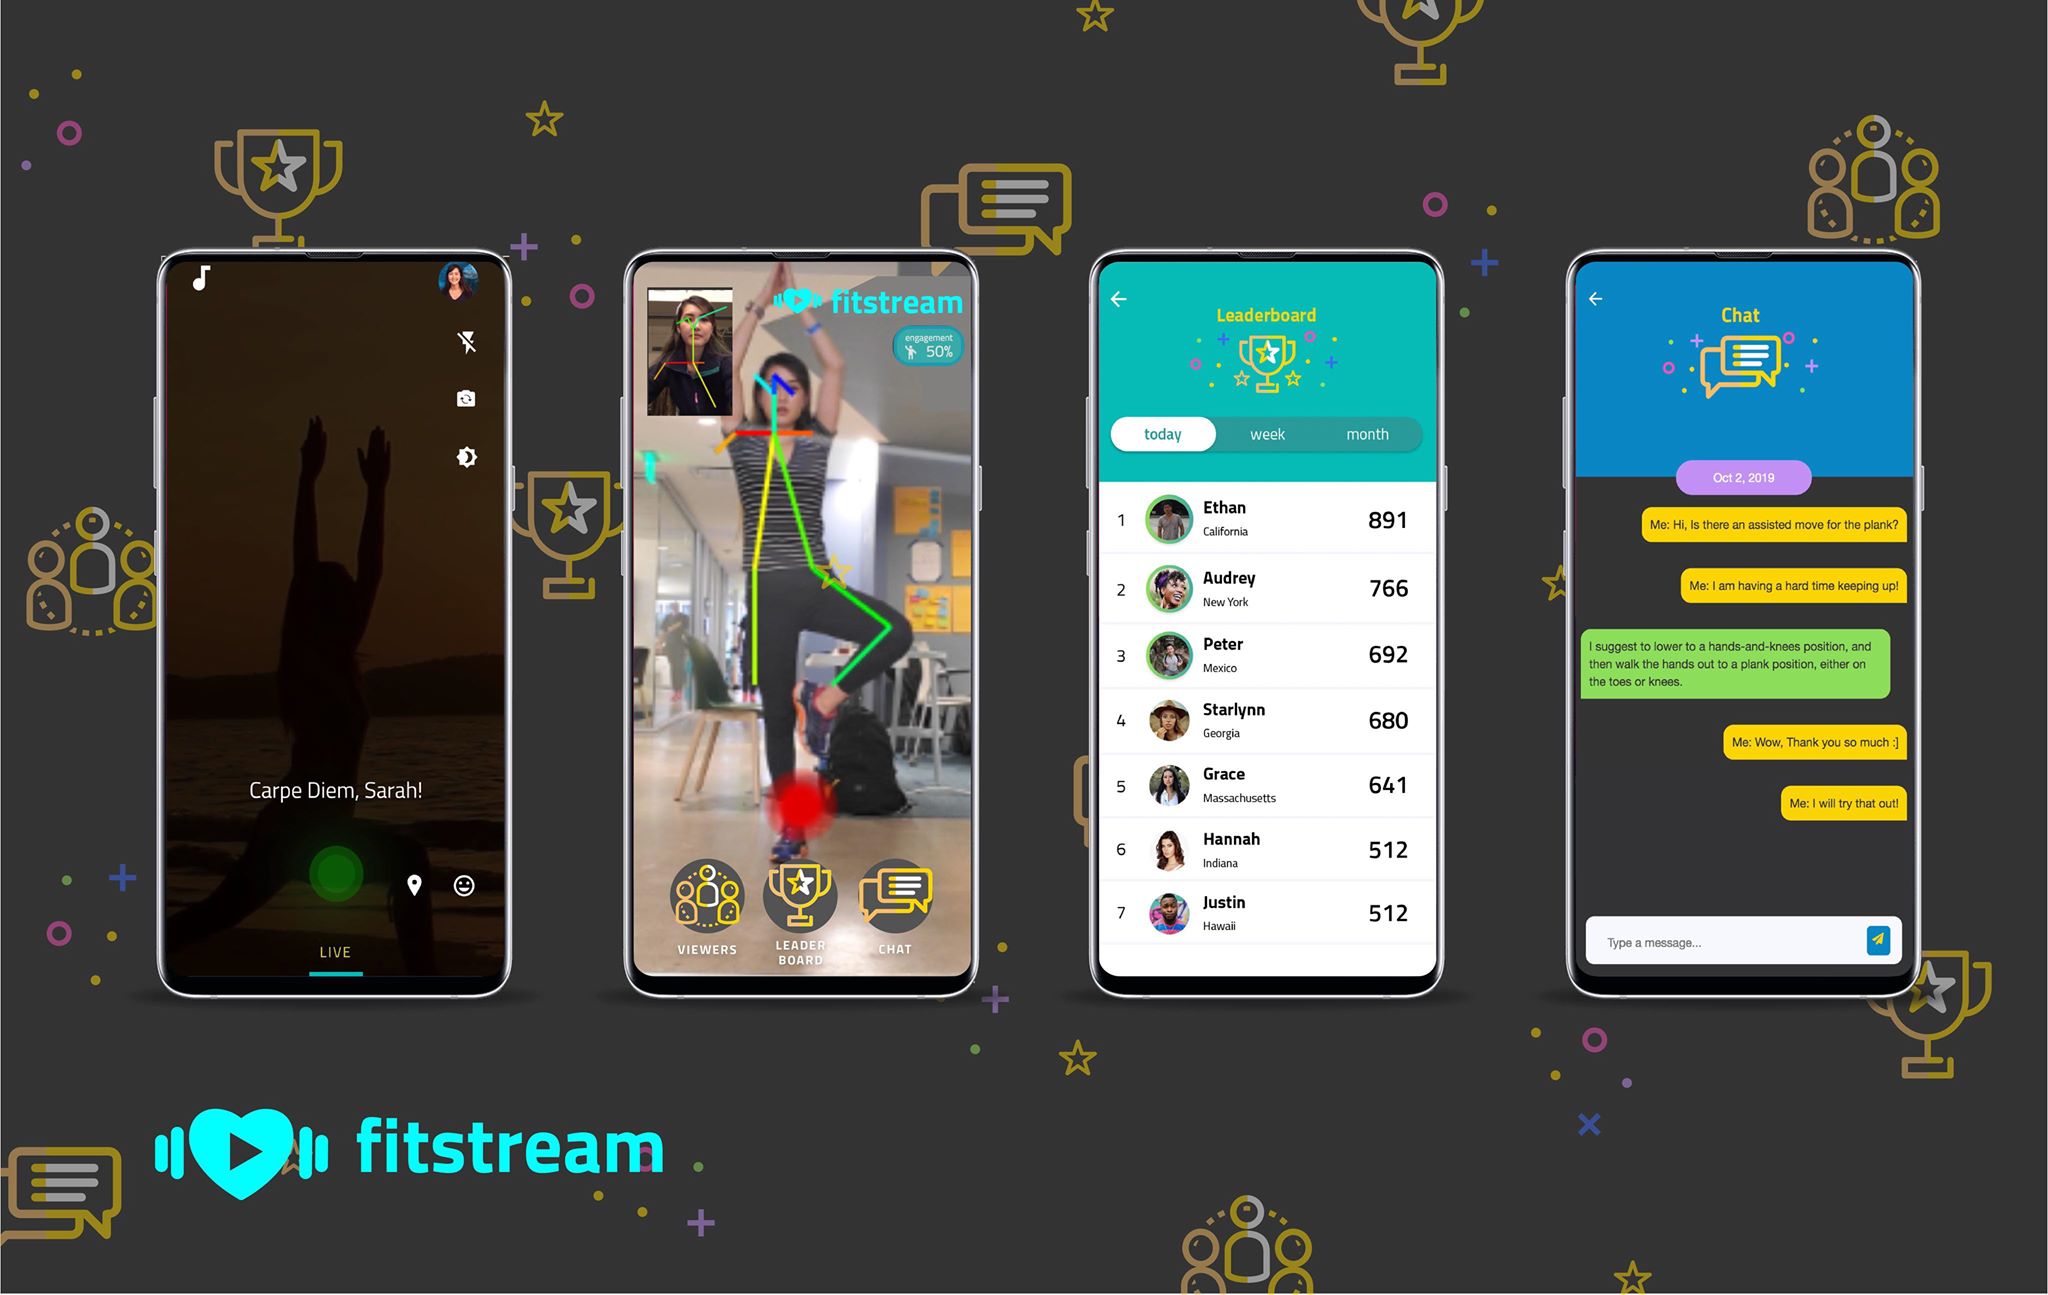 Carpe Diem, Sarah!
LIVE
fitstream
engagement
50%
VIEWERS
LEADER
BOARD
CHAT
Leaderboard
today week month
1 Ethan 891
California
2 Audrey 766
New York
3 Peter 692
Mexico
4 Starlynn 680
Georgia
5 Grace 641
Massachusetts
6 Hannah 512
Indiana
7 Justin 512
Hawaii
Chat
Oct 2, 2019
Me: Hi, Is there an assisted move for the plank?
Me: I am having a hard time keeping up!
I suggest to lower to a hands-and-knees position, and
then walk the hands out to a plank position, either on
the toes or knees.
Me: Wow, Thank you so much :]
Me: I will try that out!
Type a message...
fitstream